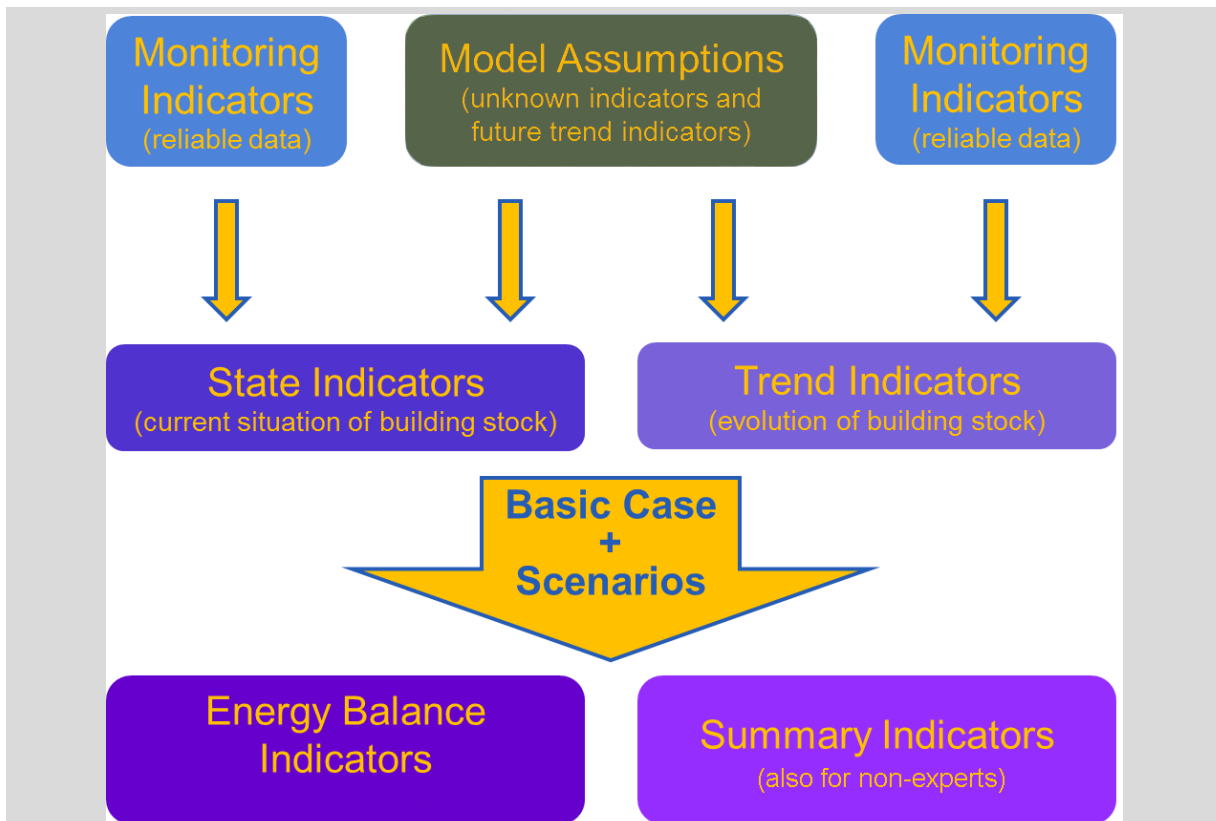 Monitoring
Indicators
(reliable data)
Model Assumptions
(unknown indicators and
future trend indicators)
Monitoring
Indicators
(reliable data)
State Indicators
(current situation of building stock)
Trend Indicators
(evolution of building stock)
Basic Case
+
Scenarios
Energy Balance
Indicators
Summary Indicators
(also for non-experts)